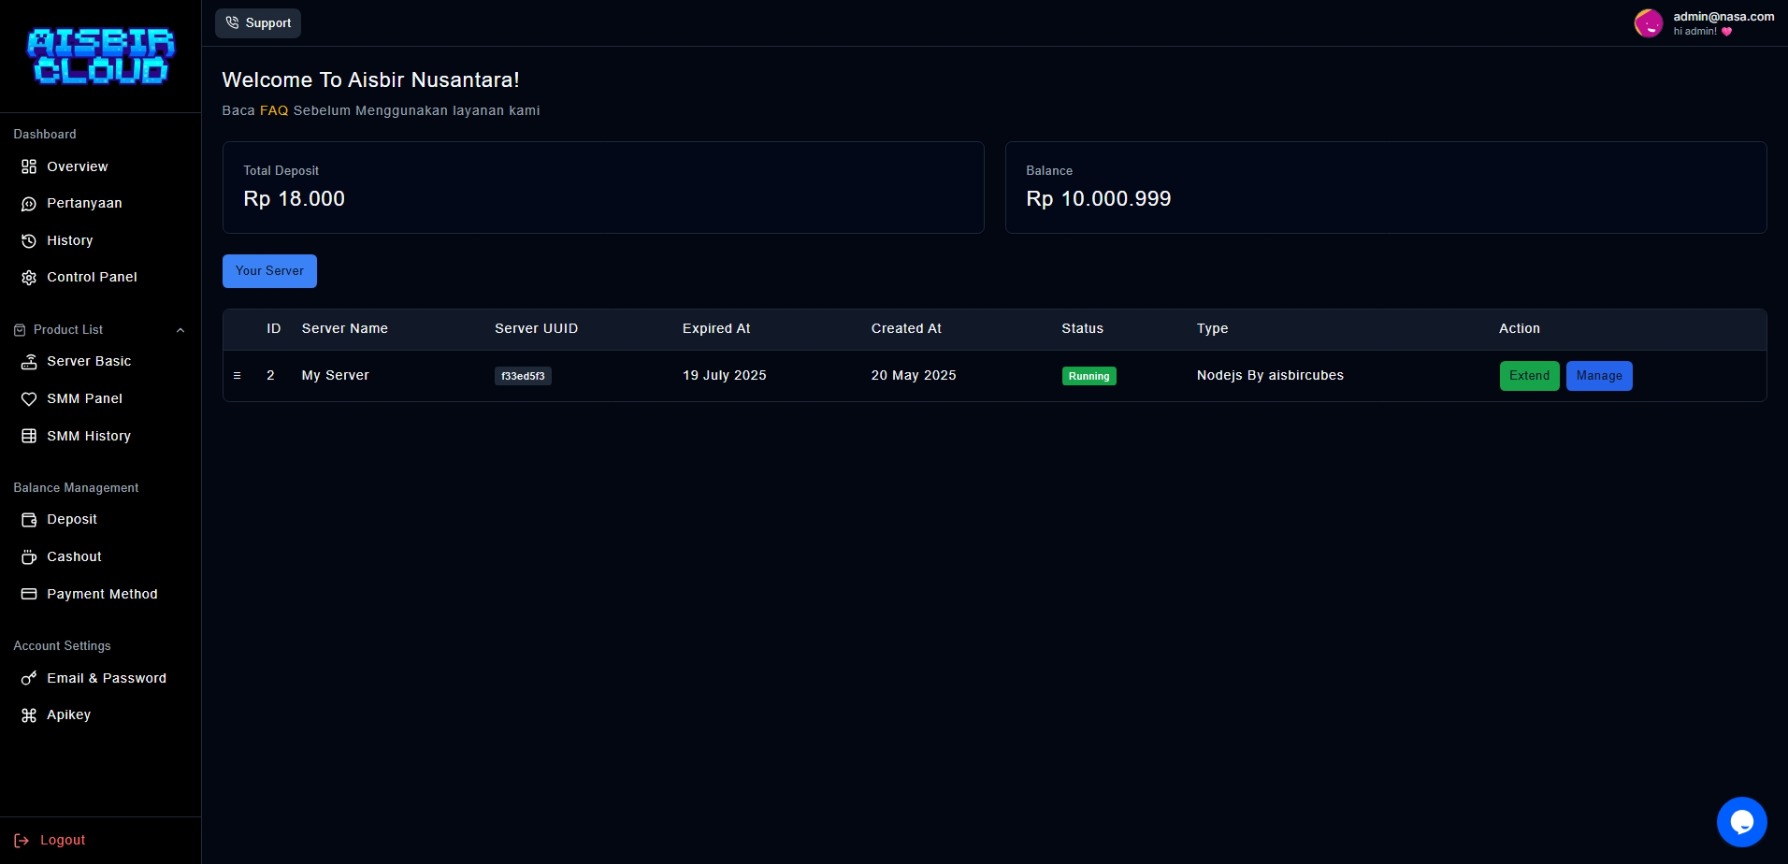 AISBIR
CLOUD
Support
admin@nasa.com
hi admin!
Dashboard
Overview
Pertanyaan
History
Control Panel
Product List
Server Basic
SMM Panel
SMM History
Balance Management
Deposit
Cashout
Payment Method
Account Settings
Email & Password
Apikey
Logout
Welcome To Aisbir Nusantara!
Baca FAQ Sebelum Menggunakan layanan kami
Total Deposit
Rp 18.000
Balance
Rp 10.000.999
Your Server
ID Server Name Server UUID Expired At Created At Status Type Action
2 My Server f33ed5f3 19 July 2025 20 May 2025 Running Nodejs By aisbircubes Extend Manage